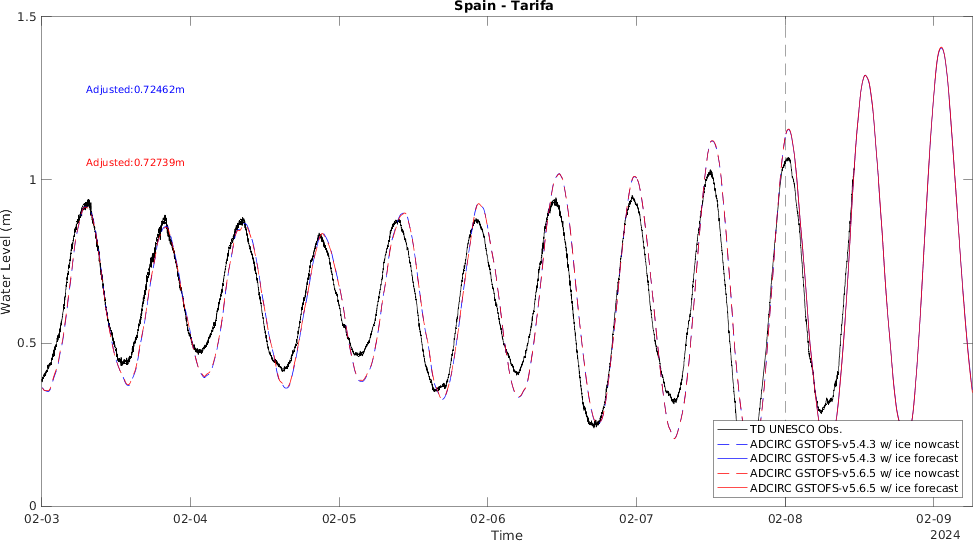 Spain - Tarifa
1.5
Adjusted:0.72462m
Adjusted:0.72739m
1
0.5
0
Water Level (m)
TD UNESCO Obs.
ADCIRC GSTOFS-v5.4.3 w/ ice nowcast
ADCIRC GSTOFS-v5.4.3 w/ ice forecast
ADCIRC GSTOFS-v5.6.5 w/ ice nowcast
ADCIRC GSTOFS-v5.6.5 w/ ice forecast
02-03 02-04 02-05 02-06 02-07 02-08 02-09
Time
2024